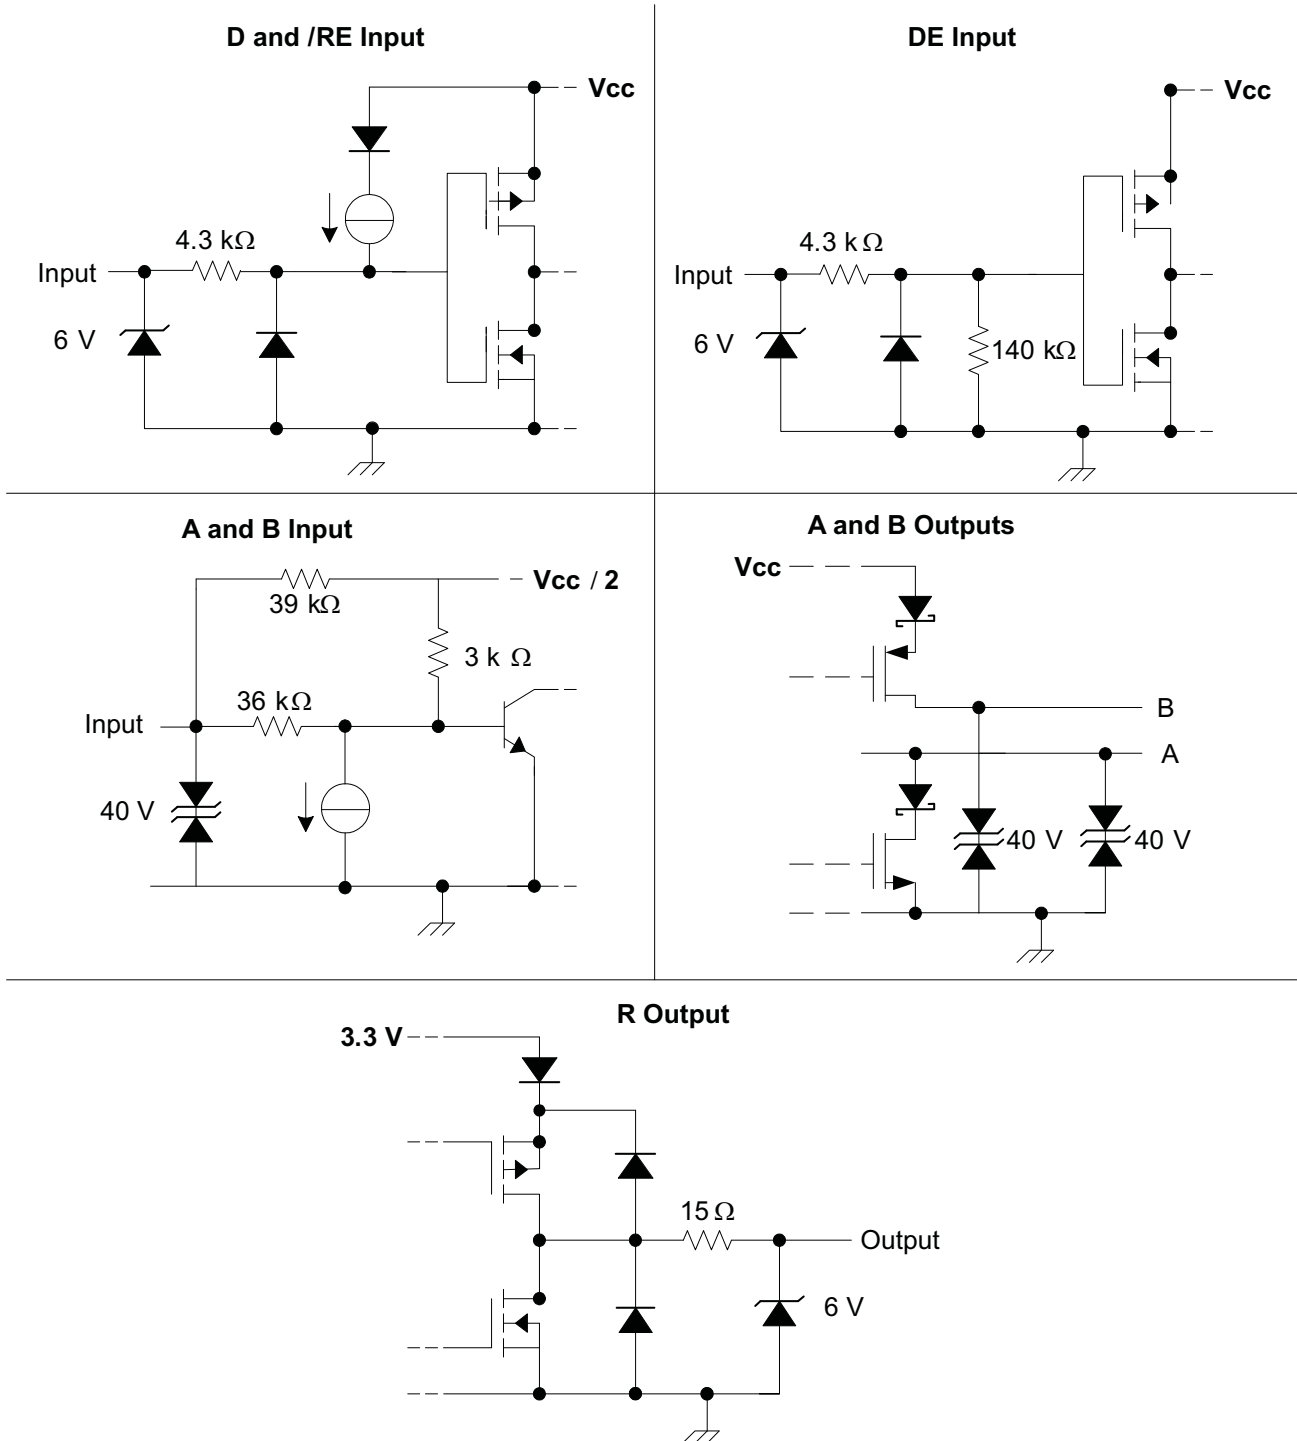 D and /RE Input
Vcc
4.3 kΩ
Input
6 V
DE Input
Vcc
4.3 k Ω
Input
6 V
140 kΩ
A and B Input
Vcc / 2
39 kΩ
3 k Ω
36 kΩ
Input
40 V
A and B Outputs
Vcc
B
A
40 V
40 V
R Output
3.3 V
15 Ω
Output
6 V